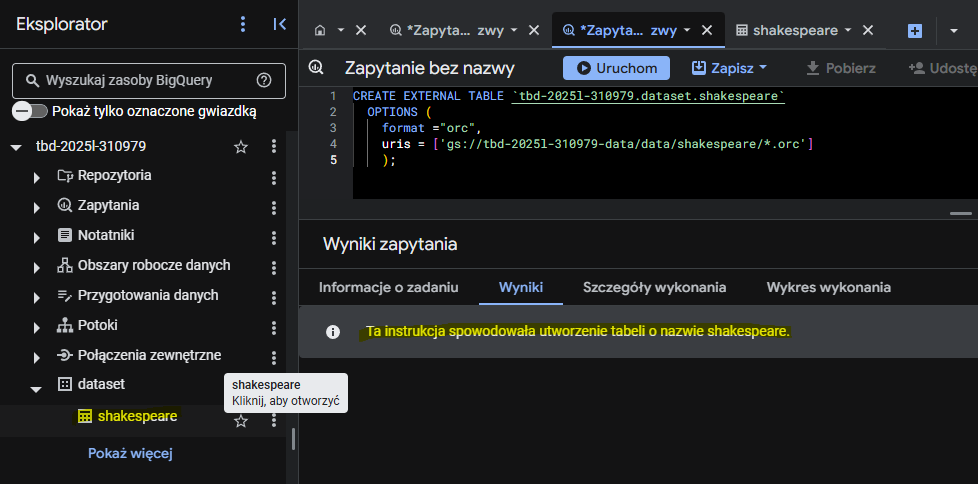 Eksplorator
Wyszukaj zasoby BigQuery
Pokaż tylko oznaczone gwiazdką
tbd-2025l-310979
Repozytoria
Zapytania
Notatniki
Obszary robocze danych
Przygotowania danych
Potoki
Połączenia zewnętrzne
dataset
shakespeare
Kliknij, aby otworzyć
shakespeare
Pokaż więcej
*Zapyta... zwy
*Zapyta... zwy
shakespeare
Zapytanie bez nazwy
Uruchom
Zapisz
Pobierz
Udostę
1 CREATE EXTERNAL TABLE `tbd-2025l-310979.dataset.shakespeare`
2 OPTIONS (
3 format ="orc",
4 uris = ['gs://tbd-2025l-310979-data/data/shakespeare/*.orc']
5 );
Wyniki zapytania
Informacje o zadaniu
Wyniki
Szczegóły wykonania
Wykres wykonania
Ta instrukcja spowodowała utworzenie tabeli o nazwie shakespeare.